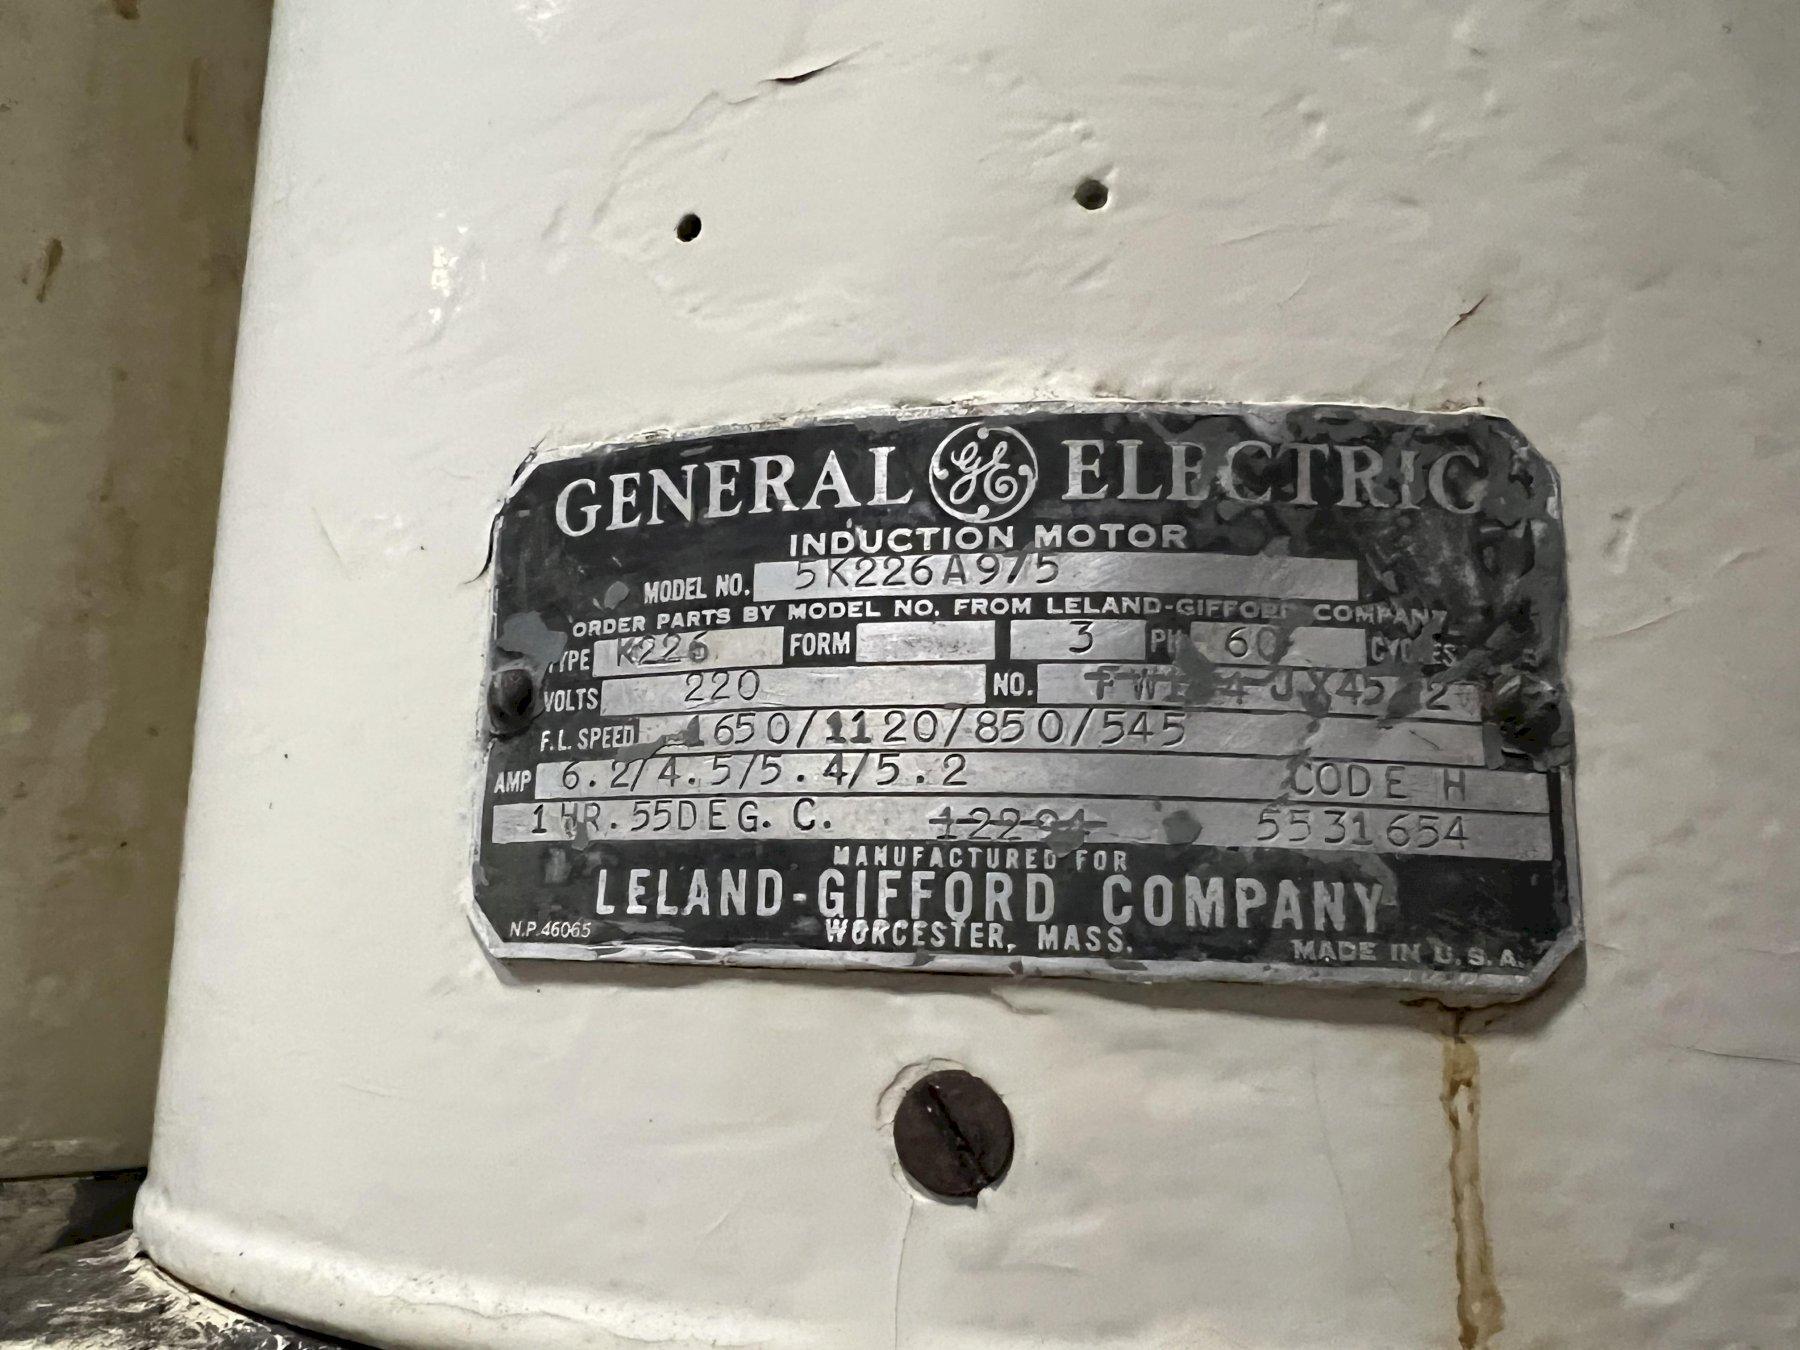 GENERAL GE ELECTRIC
INDUCTION MOTOR
MODEL NO. 5K226A975
ORDER PARTS BY MODEL NO. FROM LELAND-GIFFORD COMPANY
TYPE K226 FORM 3 PH 60 CYCLES
VOLTS 220 NO.
F.L. SPEED 1650/1120/850/545
AMP 6.2/4.5/5.4/5.2 CODE H
1 HR. 55DEG. C. 5531654
MANUFACTURED FOR
LELAND-GIFFORD COMPANY
WORCESTER, MASS.
N.P. 46065 MADE IN U.S.A.